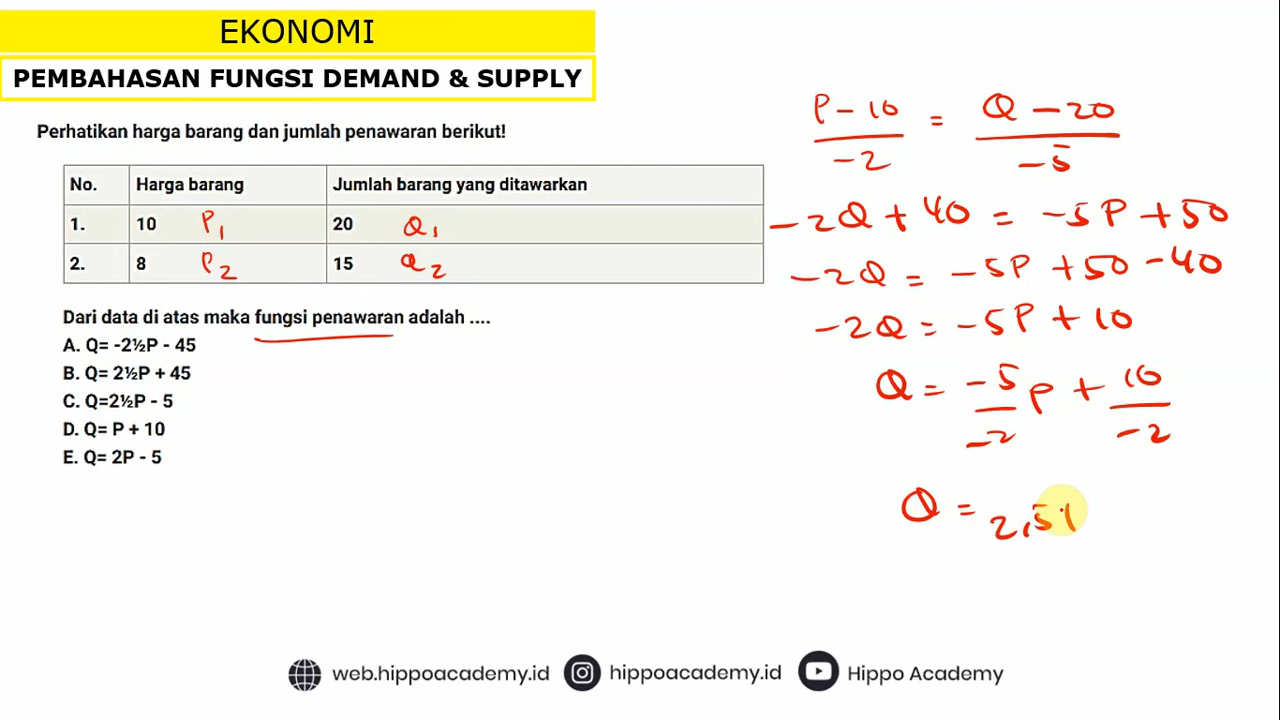 EKONOMI
PEMBAHASAN FUNGSI DEMAND & SUPPLY
Perhatikan harga barang dan jumlah penawaran berikut!
No. Harga barang Jumlah barang yang ditawarkan
1. 10 P1 20 Q1
2. 8 P2 15 Q2
Dari data di atas maka fungsi penawaran adalah ....
A. Q= -2½P - 45
B. Q= 2½P + 45
C. Q=2½P - 5
D. Q= P + 10
E. Q= 2P - 5
P - 10 = Q - 20
-2 -5
-2Q + 40 = -5P + 50
-2Q = -5P + 50 - 40
-2Q = -5P + 10
Q = -5 P + 10
-2 -2
Q = 2,5
web.hippoacademy.id hippoacademy.id Hippo Academy